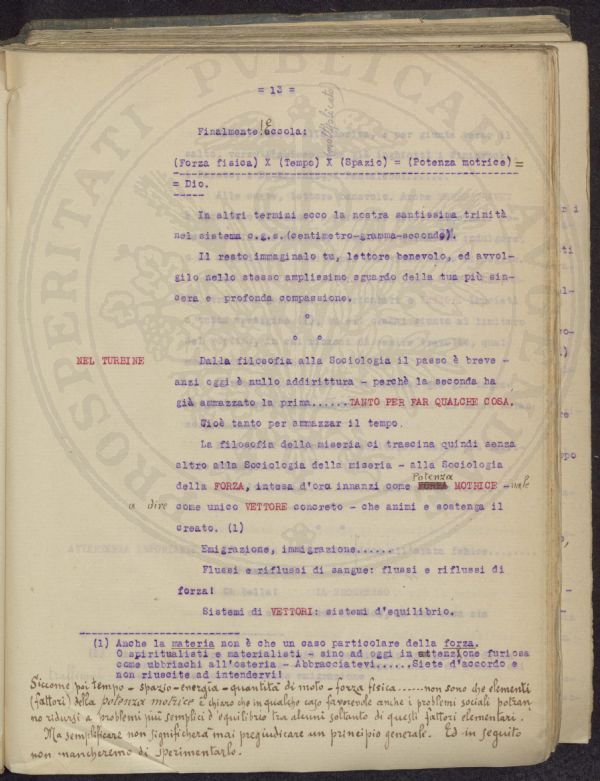 = 13 =
Finalmente! eccola:
(moltiplicato)
(Forza fisica) X (Tempo) X (Spazio) = (Potenza motrice) =
= Dio.
In altri termini ecco la nostra santissima trinità
nel sistema c.g.s. (centimetro-gramma-secondo).
Il resto immaginalo tu, lettore benevolo, ed avvol-
gilo nello stesso amplissimo sguardo della tua più sin-
cera e profonda compassione.
o
o o
NEL TURBINE
Dalla filosofia alla Sociologia il passo è breve -
anzi oggi è nullo addirittura - perchè la seconda ha
già ammazzato la prima......TANTO PER FAR QUALCHE COSA.
Cioè tanto per ammazzar il tempo.
La filosofia della miseria ci trascina quindi senza
altro alla Sociologia della miseria - alla Sociologia
della FORZA, intesa d'ora innanzi come Potenza MOTRICE - vale
a dire come unico VETTORE concreto - che animi e sostenga il
creato. (1)
Emigrazione, immigrazione......
Flussi e riflussi di sangue: flussi e riflussi di
forza!
Sistemi di VETTORI: sistemi d'equilibrio.
(1) Anche la materia non è che un caso particolare della forza.
O spiritualisti e materialisti - sino ad oggi in attenzione furiosa
come ubbriachi all'osteria - Abbracciatevi......Siete d'accordo e
non riuscite ad intendervi!
Siccome poi tempo - spazio - energia - quantità di moto - forza fisica ...... non sono che elementi
(fattori) della potenza motrice è chiaro che in qualche caso favorevole anche i problemi sociali potran
no ridursi a problemi più semplici d'equilibrio tra alcuni soltanto di questi fattori elementari.
Ma semplificare non significherà mai pregiudicare un principio generale. Ed in seguito
non mancheremo di sperimentarlo.
PROSPERITATI PUBLICAE AUGENDAE